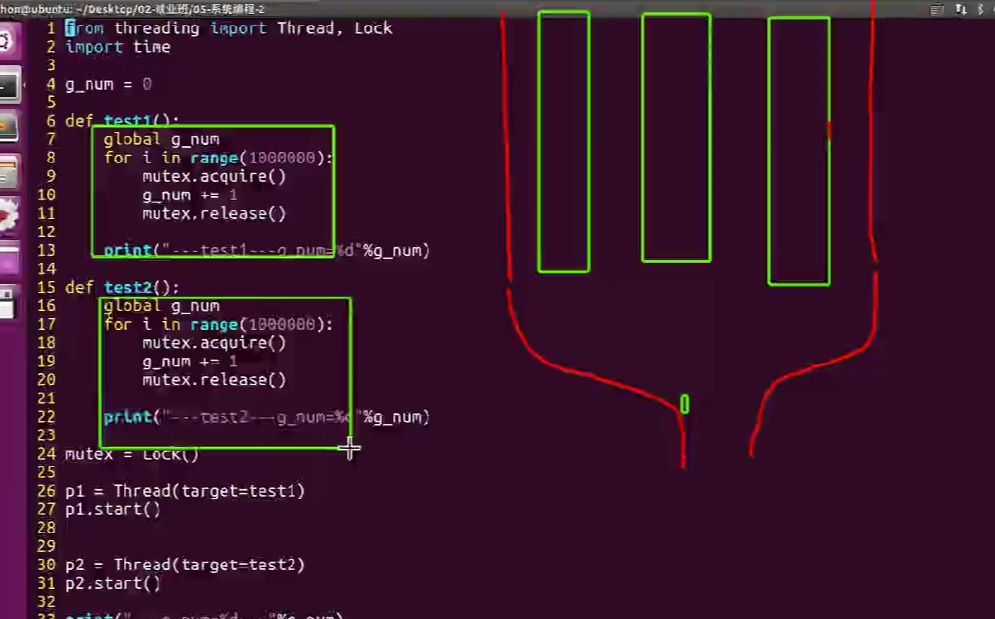 hon@ubuntu: ~/Desktop/02-就业班/05-系统编程-2
1 from threading import Thread, Lock
2 import time
3
4 g_num = 0
5
6 def test1():
7     global g_num
8     for i in range(1000000):
9         mutex.acquire()
10         g_num += 1
11         mutex.release()
12
13     print("---test1---g_num=%d"%g_num)
14
15 def test2():
16     global g_num
17     for i in range(1000000):
18         mutex.acquire()
19         g_num += 1
20         mutex.release()
21
22     print("---test2---g_num=%d"%g_num)
23
24 mutex = Lock()
25
26 p1 = Thread(target=test1)
27 p1.start()
28
29
30 p2 = Thread(target=test2)
31 p2.start()
32
33 print("---g_num=%d---"%g_num)